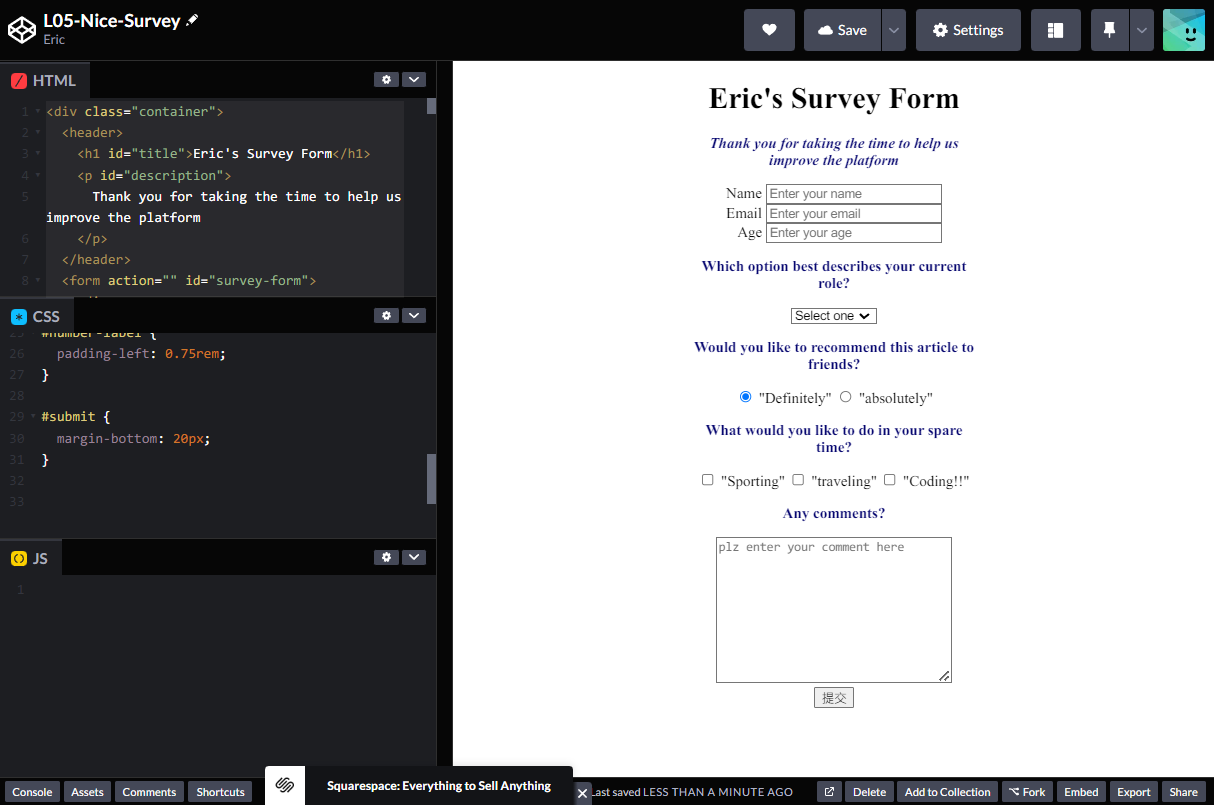 L05-Nice-Survey
Eric
Save
Settings
HTML
1 <div class="container">
2 <header>
3 <h1 id="title">Eric's Survey Form</h1>
4 <p id="description">
5 Thank you for taking the time to help us
improve the platform
6 </p>
7 </header>
8 <form action="" id="survey-form">
CSS
25 #number-label {
26 padding-left: 0.75rem;
27 }
28
29 #submit {
30 margin-bottom: 20px;
31 }
32
33
JS
1
Eric's Survey Form
Thank you for taking the time to help us
improve the platform
Name Enter your name
Email Enter your email
Age Enter your age
Which option best describes your current
role?
Select one
Would you like to recommend this article to
friends?
"Definitely" "absolutely"
What would you like to do in your spare
time?
"Sporting" "traveling" "Coding!!"
Any comments?
plz enter your comment here
提交
Console Assets Comments Shortcuts
Squarespace: Everything to Sell Anything
Last saved LESS THAN A MINUTE AGO
Delete Add to Collection Fork Embed Export Share